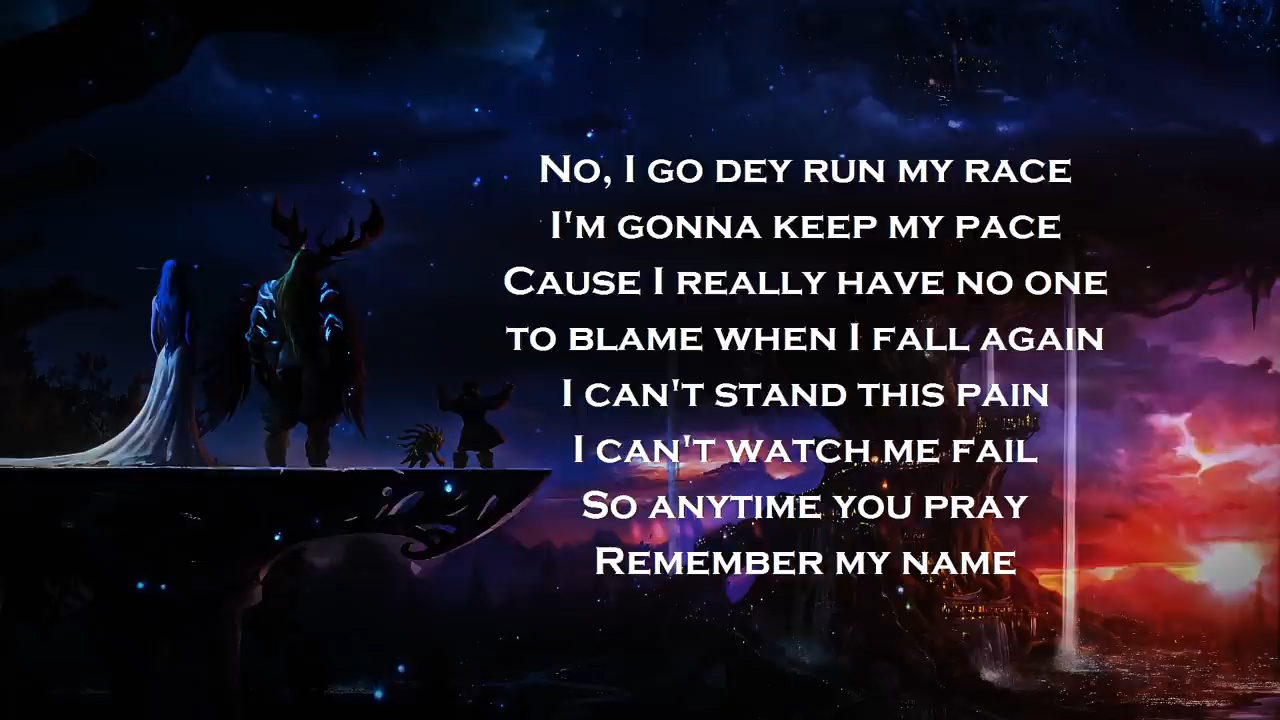 No, I go dey run my race
I'm gonna keep my pace
Cause I really have no one
to blame when I fall again
I can't stand this pain
I can't watch me fail
So anytime you pray
Remember my name